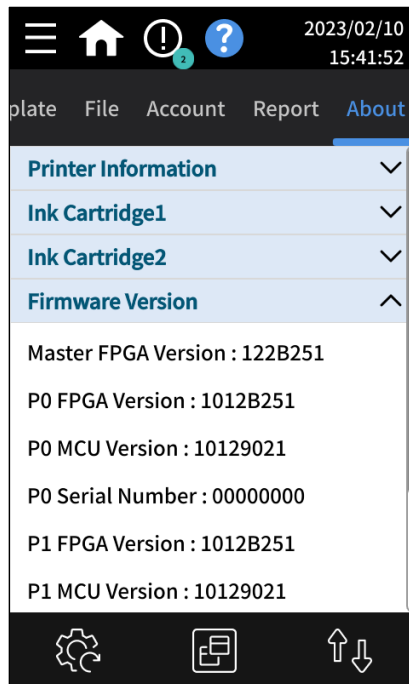 2023/02/10
15:41:52
!
2
?
plate File Account Report About
Printer Information
Ink Cartridge1
Ink Cartridge2
Firmware Version
Master FPGA Version : 122B251
P0 FPGA Version : 1012B251
P0 MCU Version : 10129021
P0 Serial Number : 00000000
P1 FPGA Version : 1012B251
P1 MCU Version : 10129021